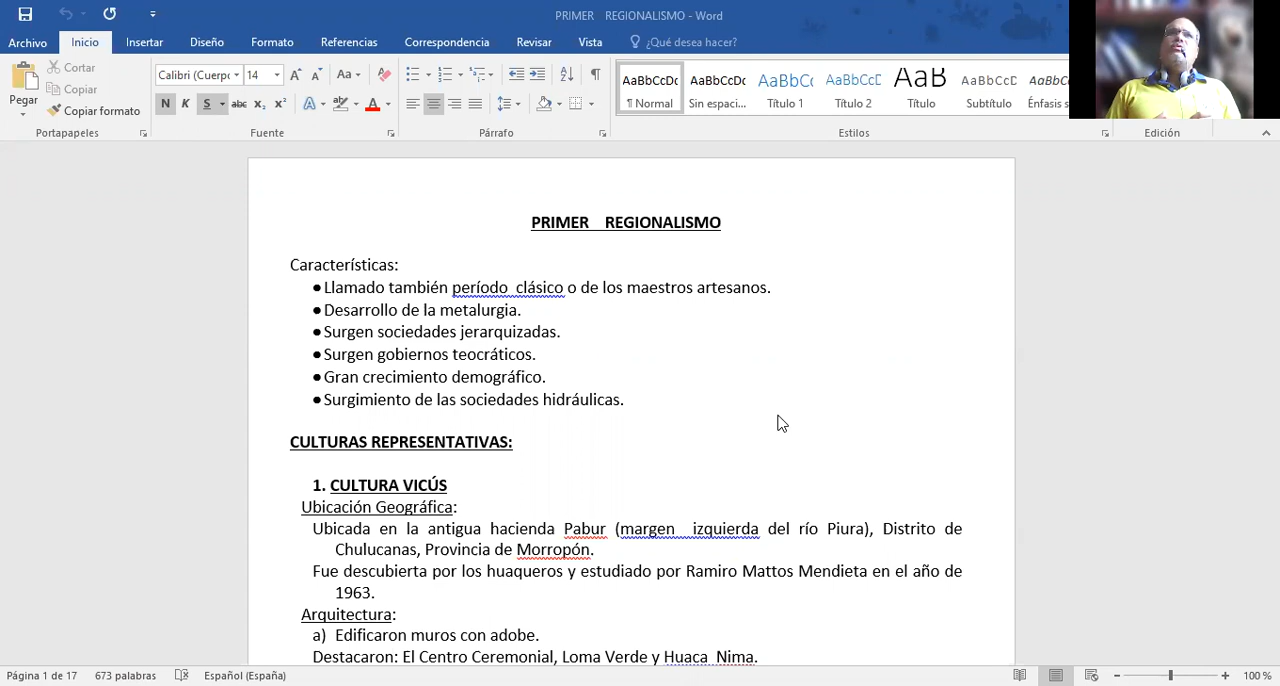 PRIMER REGIONALISMO - Word
Archivo Inicio Insertar Diseño Formato Referencias Correspondencia Revisar Vista ¿Qué desea hacer?
Pegar
Cortar
Copiar
Copiar formato
Calibri (Cuerpo 14
Aa
N K S abc x₂ x²
AaBbCcDc AaBbCcDc AaBbCc AaBbCcD AaB AaBbCcD AaBbCcD
¶ Normal Sin espaci... Título 1 Título 2 Título Subtítulo Énfasis s
Portapapeles Fuente Párrafo Estilos Edición
PRIMER REGIONALISMO
Características:
● Llamado también período clásico o de los maestros artesanos.
● Desarrollo de la metalurgia.
● Surgen sociedades jerarquizadas.
● Surgen gobiernos teocráticos.
● Gran crecimiento demográfico.
● Surgimiento de las sociedades hidráulicas.
CULTURAS REPRESENTATIVAS:
1. CULTURA VICÚS
Ubicación Geográfica:
Ubicada en la antigua hacienda Pabur (margen izquierda del río Piura), Distrito de
Chulucanas, Provincia de Morropón.
Fue descubierta por los huaqueros y estudiado por Ramiro Mattos Mendieta en el año de
1963.
Arquitectura:
a) Edificaron muros con adobe.
Destacaron: El Centro Ceremonial, Loma Verde y Huaca Nima.
Página 1 de 17 673 palabras Español (España) 100 %